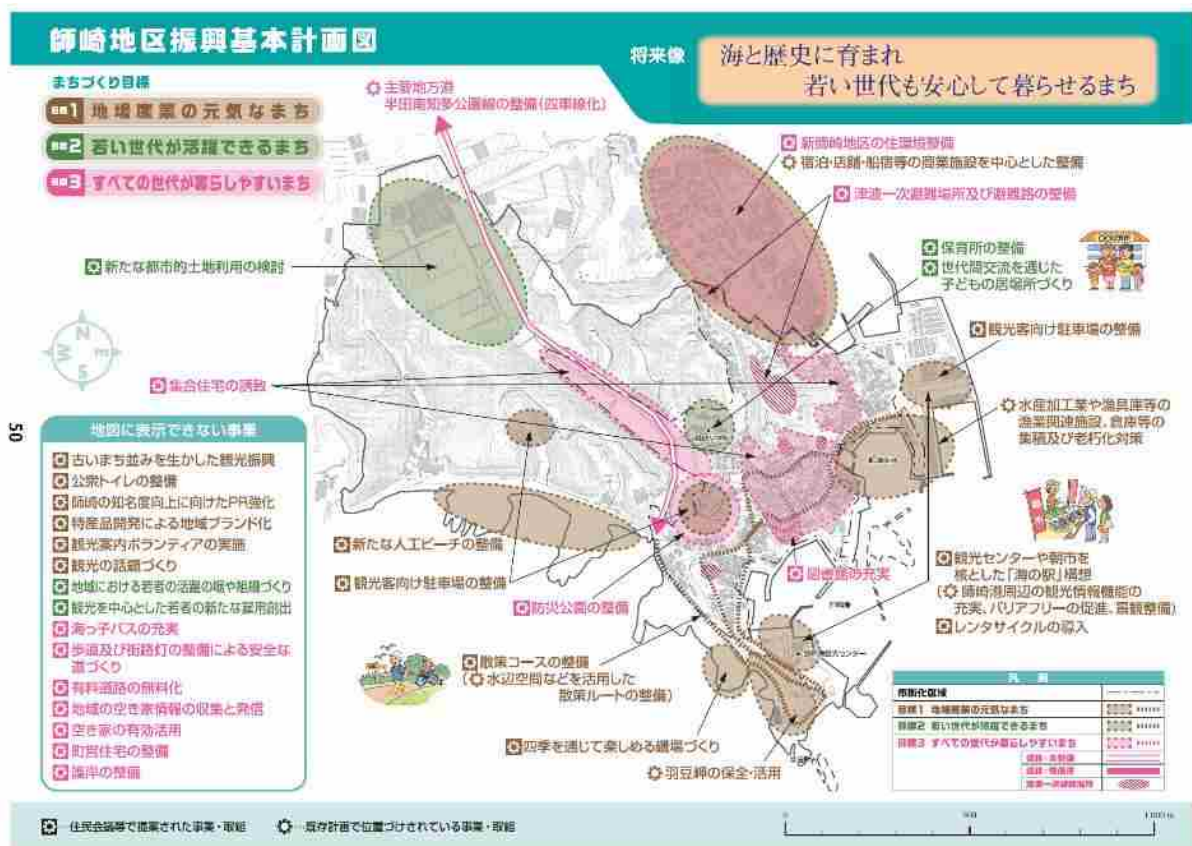 師崎地区振興基本計画図
将来像
海と歴史に育まれ
若い世代も安心して暮らせるまち
まちづくり目標
目標1 地場産業の元気なまち
目標2 若い世代が活躍できるまち
目標3 すべての世代が暮らしやすいまち
主要地方道
半田南知多公園線の整備(四車線化)
新師崎地区の住環境整備
宿泊・店舗・船宿等の商業施設を中心とした整備
津波一次避難場所及び避難路の整備
新たな都市的土地利用の検討
保育所の整備
世代間交流を通じた
子どもの居場所づくり
N
W
E
S
観光客向け駐車場の整備
集合住宅の誘致
水産加工業や漁具庫等の
漁業関連施設、倉庫等の
集積及び老朽化対策
50
地図に表示できない事業
古いまち並みを生かした観光振興
公衆トイレの整備
師崎の知名度向上に向けたPR強化
特産品開発による地域ブランド化
観光案内ボランティアの実施
観光の話題づくり
地域における若者の活躍の場や組織づくり
観光を中心とした若者の新たな雇用創出
海っ子バスの充実
歩道及び街路灯の整備による安全な
道づくり
有料道路の無料化
地域の空き家情報の収集と発信
空き家の有効活用
町営住宅の整備
護岸の整備
新たな人工ビーチの整備
観光客向け駐車場の整備
防災公園の整備
図書館の充実
観光センターや朝市を
核とした「海の駅」構想
(師崎港周辺の観光情報機能の
充実、バリアフリーの促進、景観整備)
レンタサイクルの導入
散策コースの整備
(水辺空間などを活用した
散策ルートの整備)
四季を通じて楽しめる磯場づくり
羽豆岬の保全・活用
凡例
市街化区域
目標1 地場産業の元気なまち
目標2 若い世代が活躍できるまち
目標3 すべての世代が暮らしやすいまち
住民会議等で提案された事業・取組
既存計画で位置づけされている事業・取組
0
500
1000m